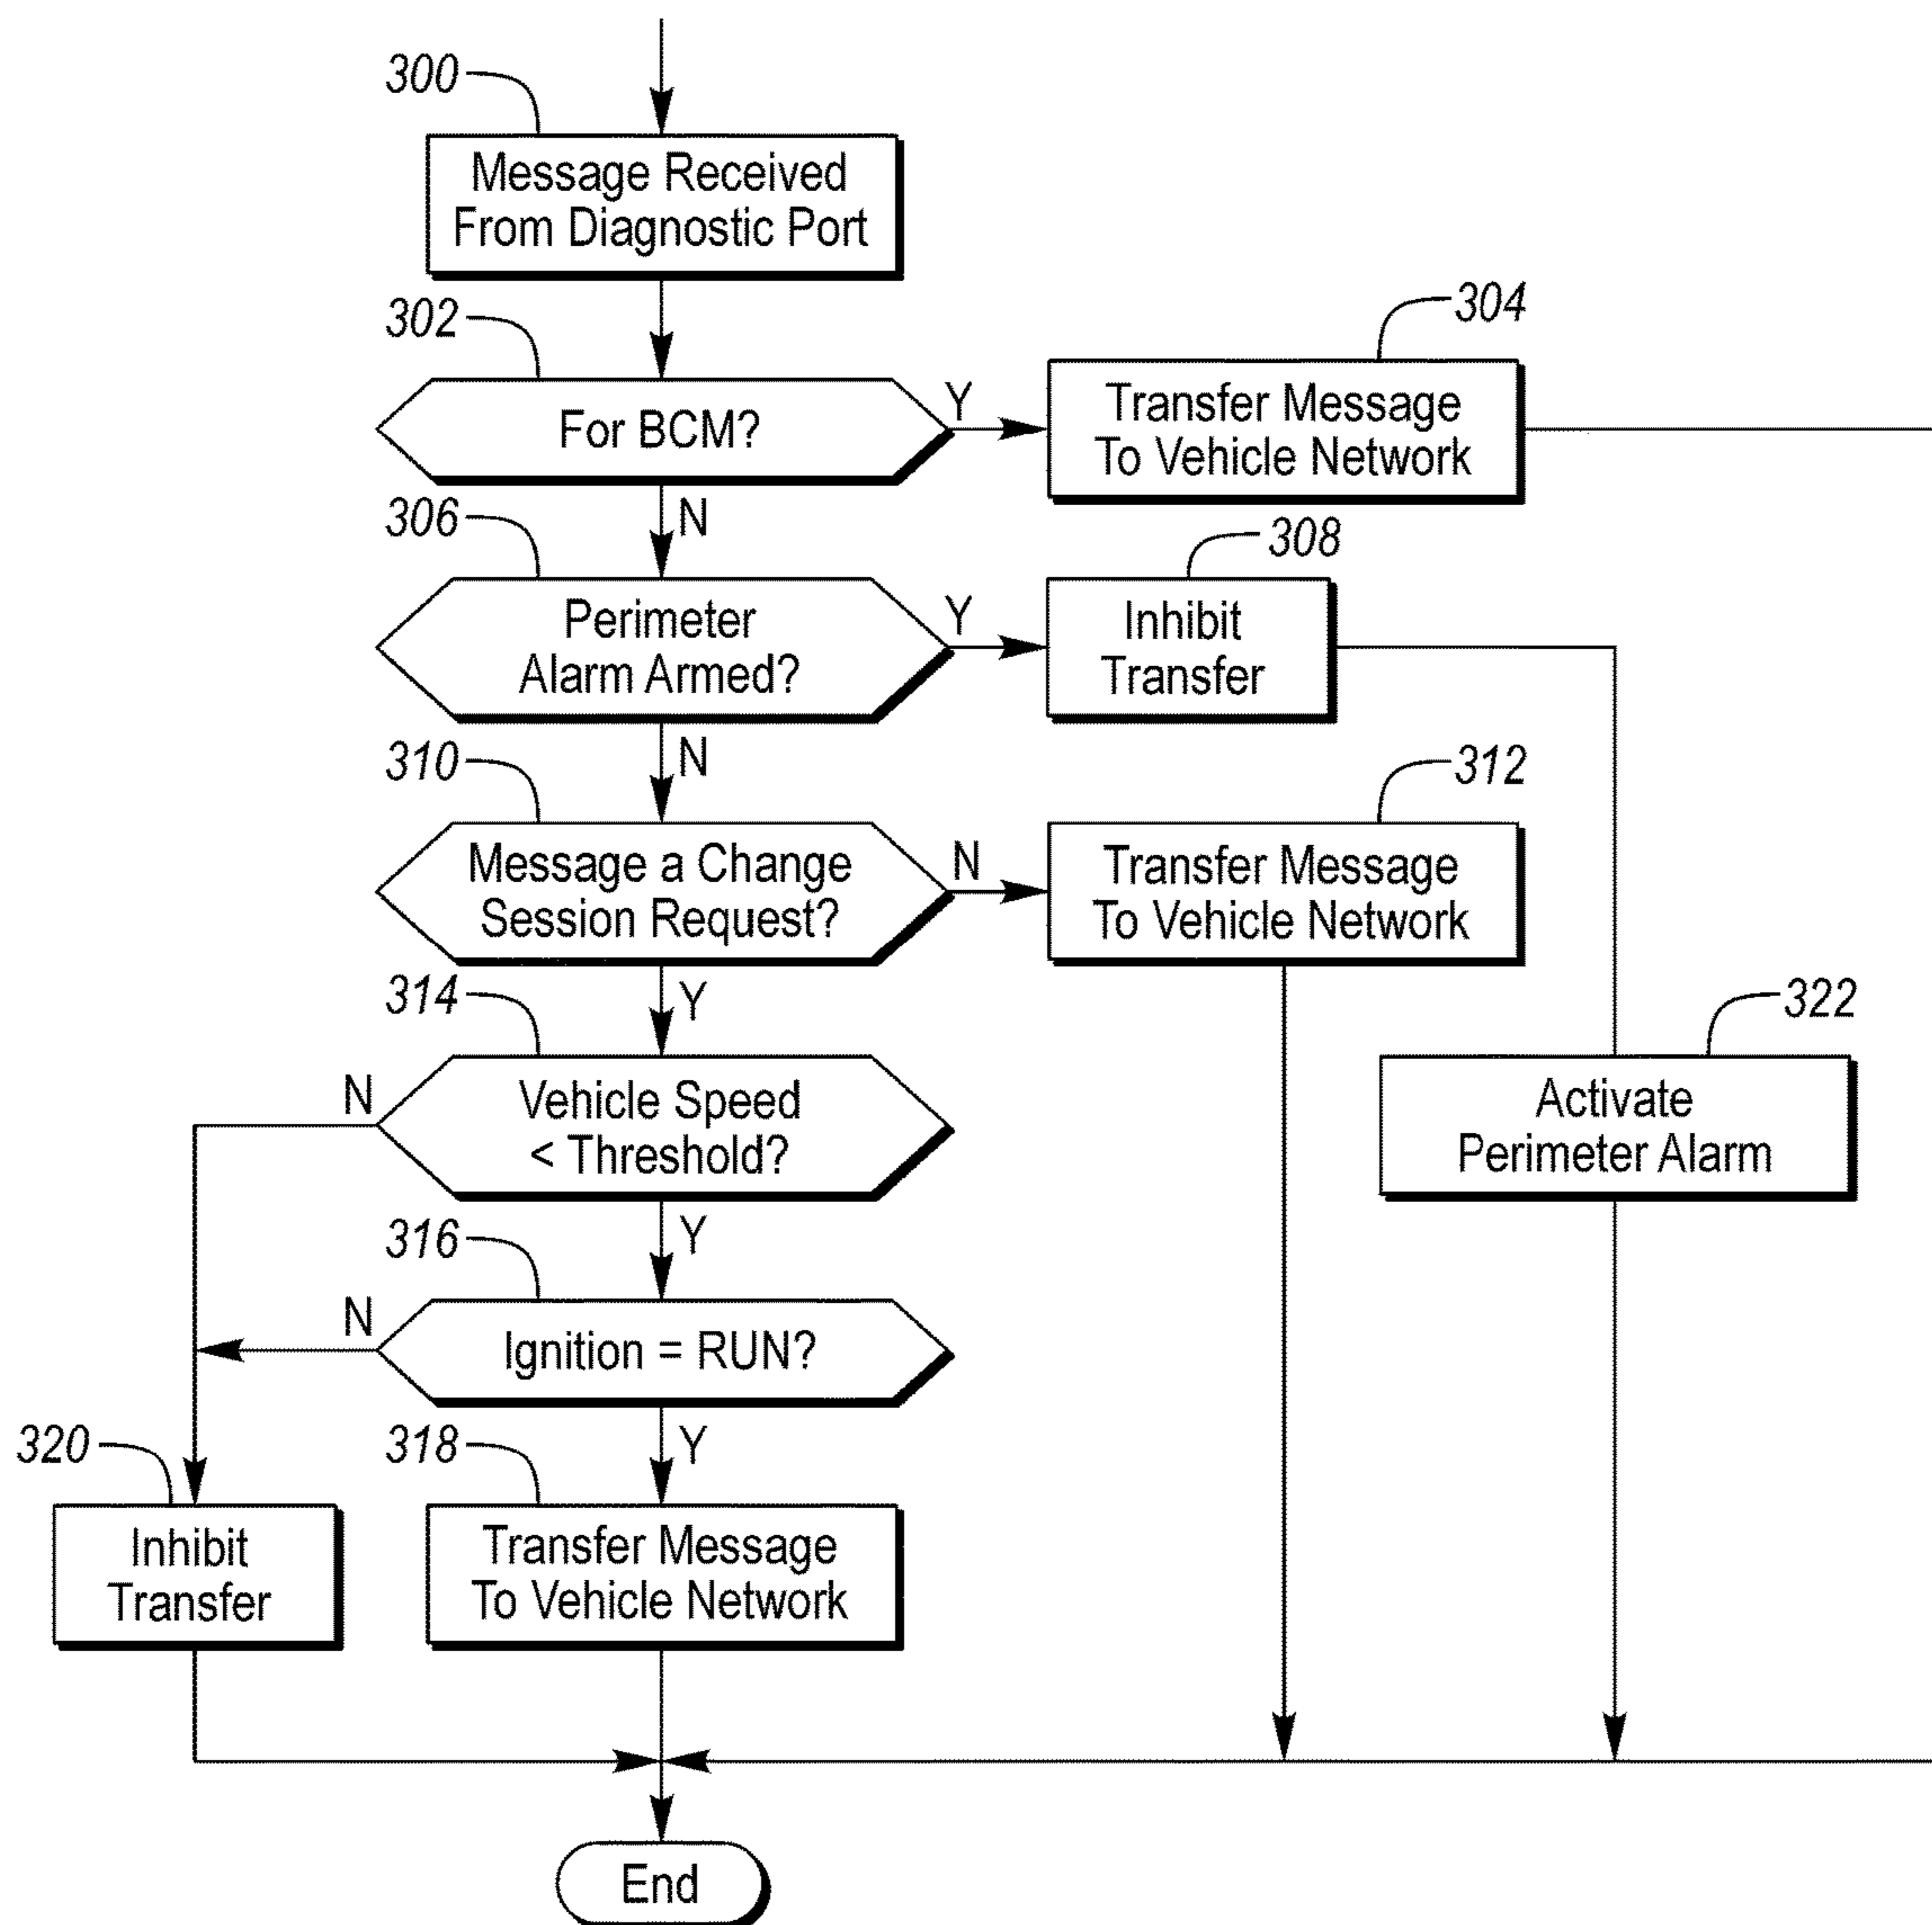 300
Message Received
From Diagnostic Port
302
For BCM?
Y
304
Transfer Message
To Vehicle Network
N
306
Perimeter
Alarm Armed?
Y
308
Inhibit
Transfer
N
310
Message a Change
Session Request?
N
312
Transfer Message
To Vehicle Network
Y
314
N
Vehicle Speed
< Threshold?
322
Activate
Perimeter Alarm
Y
316
N
Ignition = RUN?
Y
320
Inhibit
Transfer
318
Transfer Message
To Vehicle Network
End